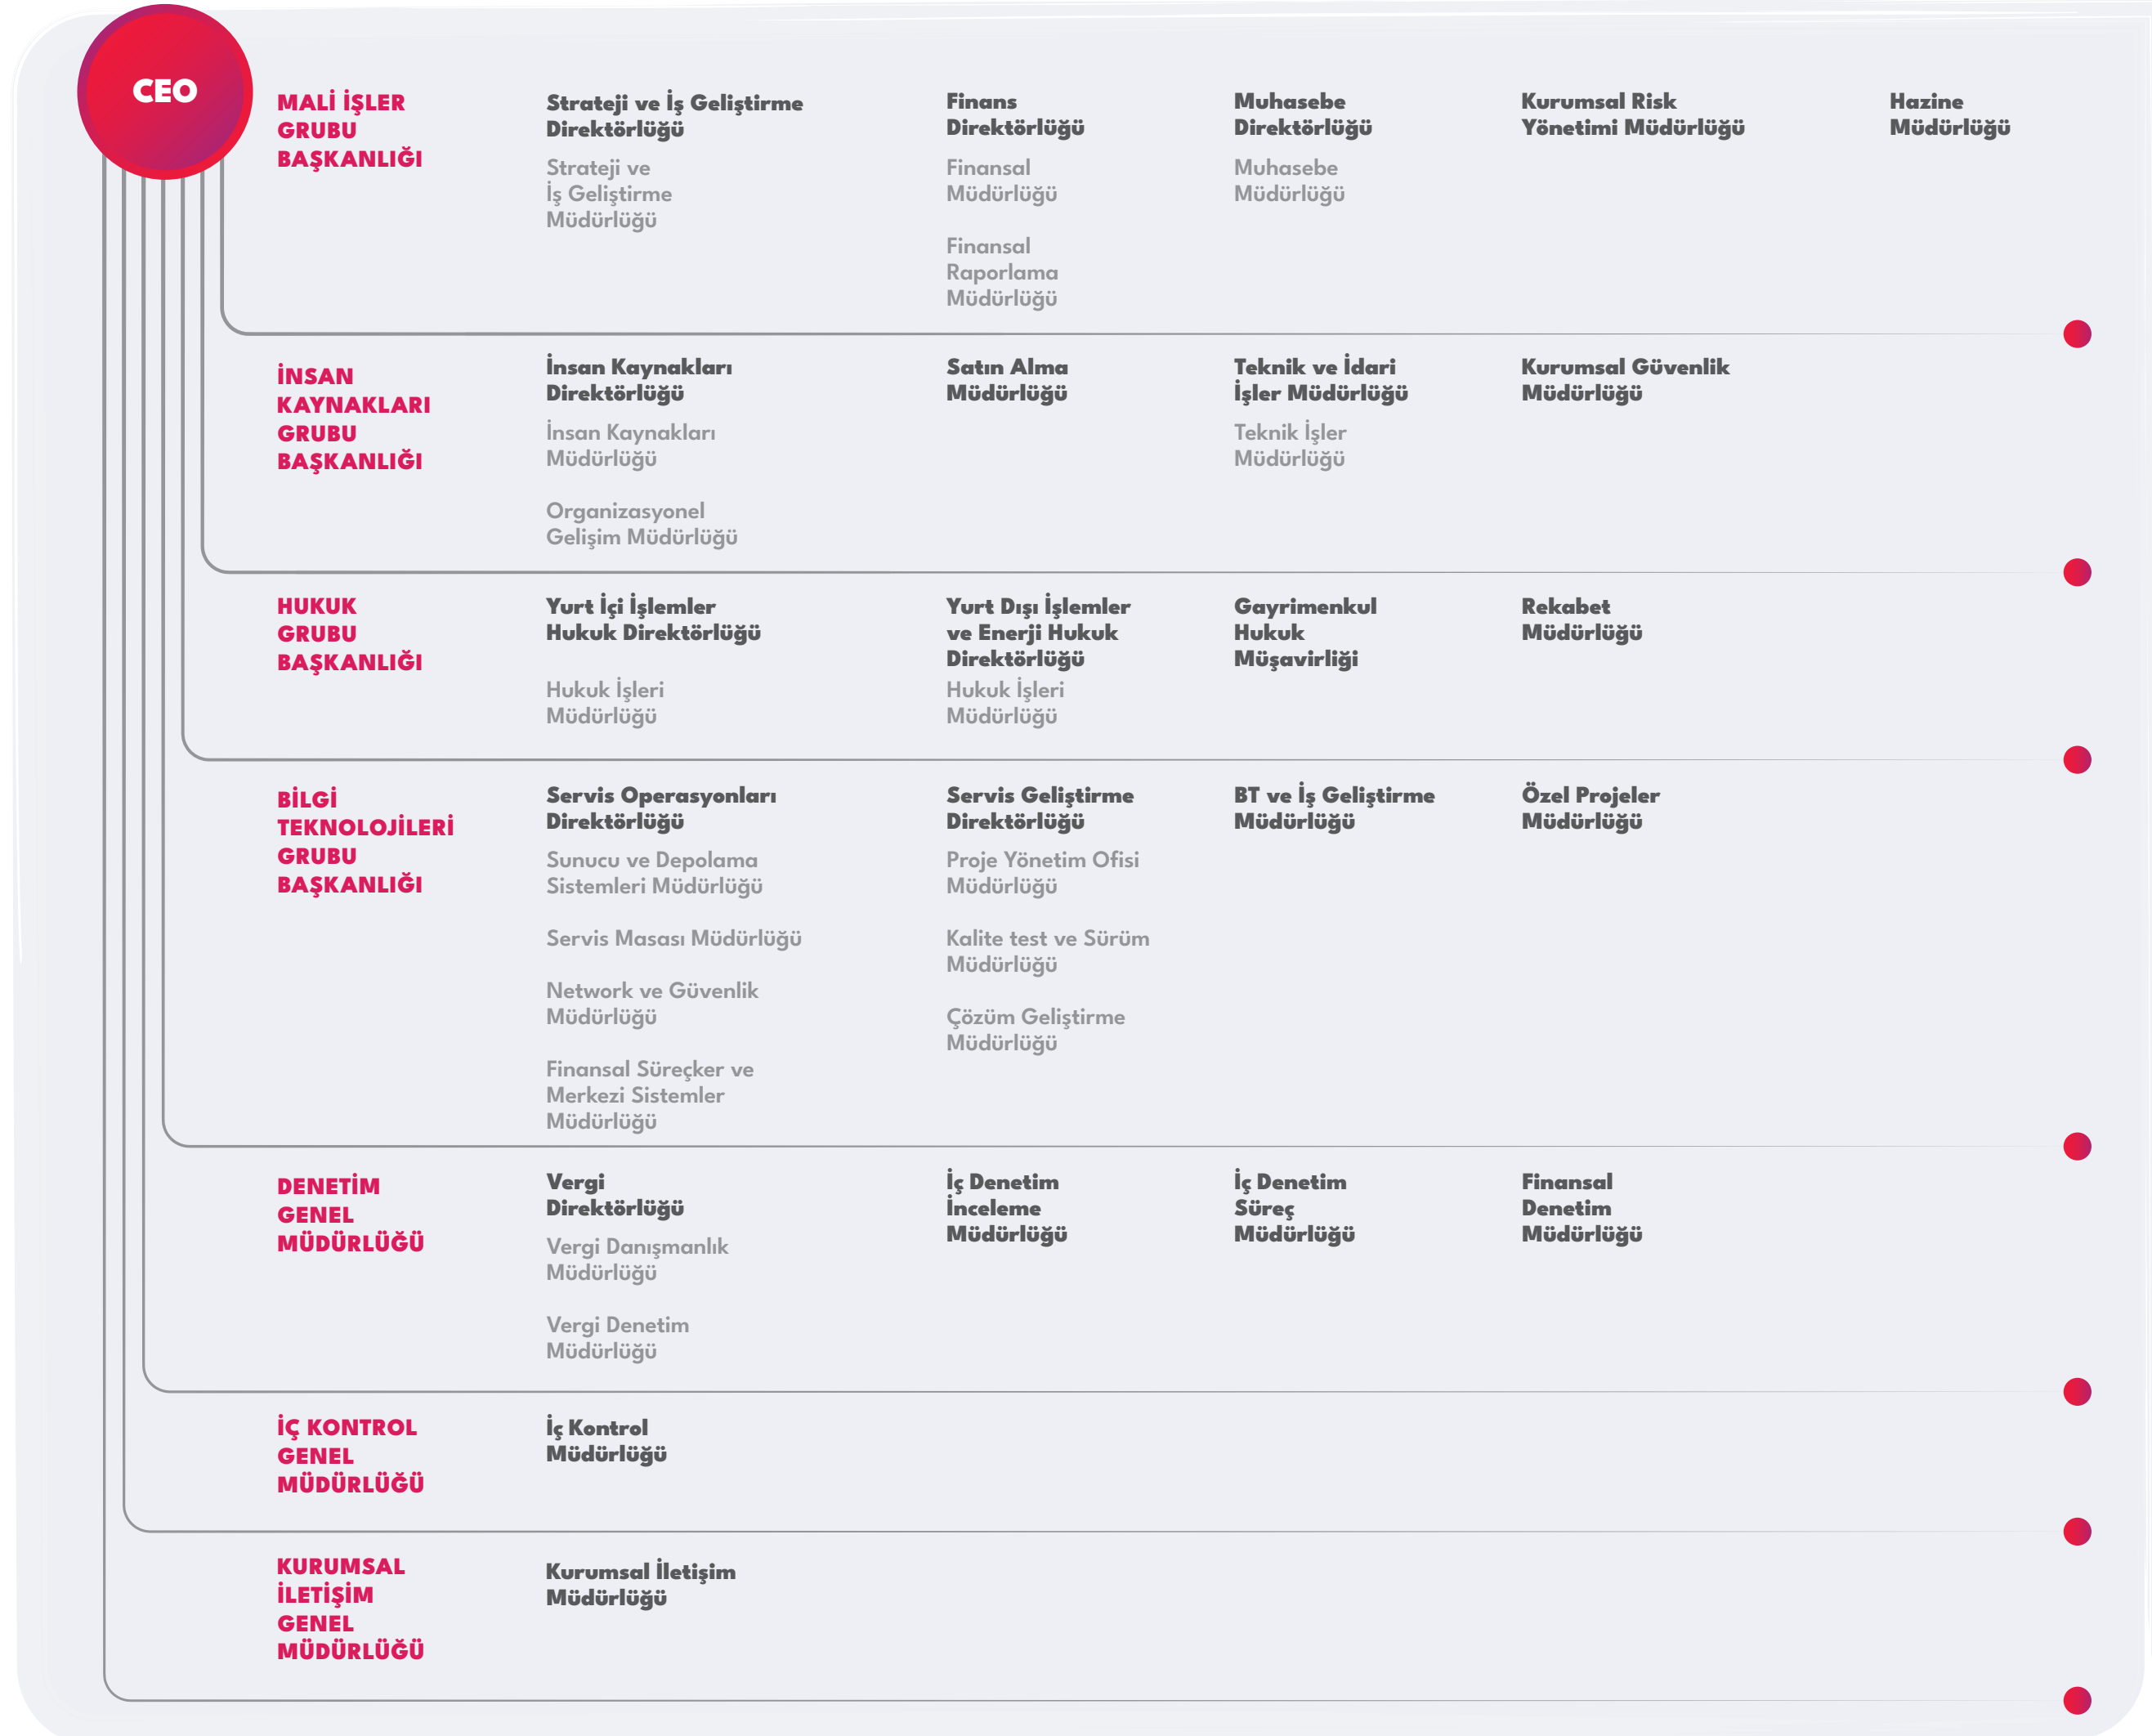 CEO
MALİ İŞLER
GRUBU
BAŞKANLIĞI
Strateji ve İş Geliştirme
Direktörlüğü
Strateji ve
İş Geliştirme
Müdürlüğü
Finans
Direktörlüğü
Finansal
Müdürlüğü
Finansal
Raporlama
Müdürlüğü
Muhasebe
Direktörlüğü
Muhasebe
Müdürlüğü
Kurumsal Risk
Yönetimi Müdürlüğü
Hazine
Müdürlüğü
İNSAN
KAYNAKLARI
GRUBU
BAŞKANLIĞI
İnsan Kaynakları
Direktörlüğü
İnsan Kaynakları
Müdürlüğü
Organizasyonel
Gelişim Müdürlüğü
Satın Alma
Müdürlüğü
Teknik ve İdari
İşler Müdürlüğü
Teknik İşler
Müdürlüğü
Kurumsal Güvenlik
Müdürlüğü
HUKUK
GRUBU
BAŞKANLIĞI
Yurt İçi İşlemler
Hukuk Direktörlüğü
Hukuk İşleri
Müdürlüğü
Yurt Dışı İşlemler
ve Enerji Hukuk
Direktörlüğü
Hukuk İşleri
Müdürlüğü
Gayrimenkul
Hukuk
Müşavirliği
Rekabet
Müdürlüğü
BİLGİ
TEKNOLOJİLERİ
GRUBU
BAŞKANLIĞI
Servis Operasyonları
Direktörlüğü
Sunucu ve Depolama
Sistemleri Müdürlüğü
Servis Masası Müdürlüğü
Network ve Güvenlik
Müdürlüğü
Finansal Süreçker ve
Merkezi Sistemler
Müdürlüğü
Servis Geliştirme
Direktörlüğü
Proje Yönetim Ofisi
Müdürlüğü
Kalite test ve Sürüm
Müdürlüğü
Çözüm Geliştirme
Müdürlüğü
BT ve İş Geliştirme
Müdürlüğü
Özel Projeler
Müdürlüğü
DENETİM
GENEL
MÜDÜRLÜĞÜ
Vergi
Direktörlüğü
Vergi Danışmanlık
Müdürlüğü
Vergi Denetim
Müdürlüğü
İç Denetim
İnceleme
Müdürlüğü
İç Denetim
Süreç
Müdürlüğü
Finansal
Denetim
Müdürlüğü
İÇ KONTROL
GENEL
MÜDÜRLÜĞÜ
İç Kontrol
Müdürlüğü
KURUMSAL
İLETİŞİM
GENEL
MÜDÜRLÜĞÜ
Kurumsal İletişim
Müdürlüğü